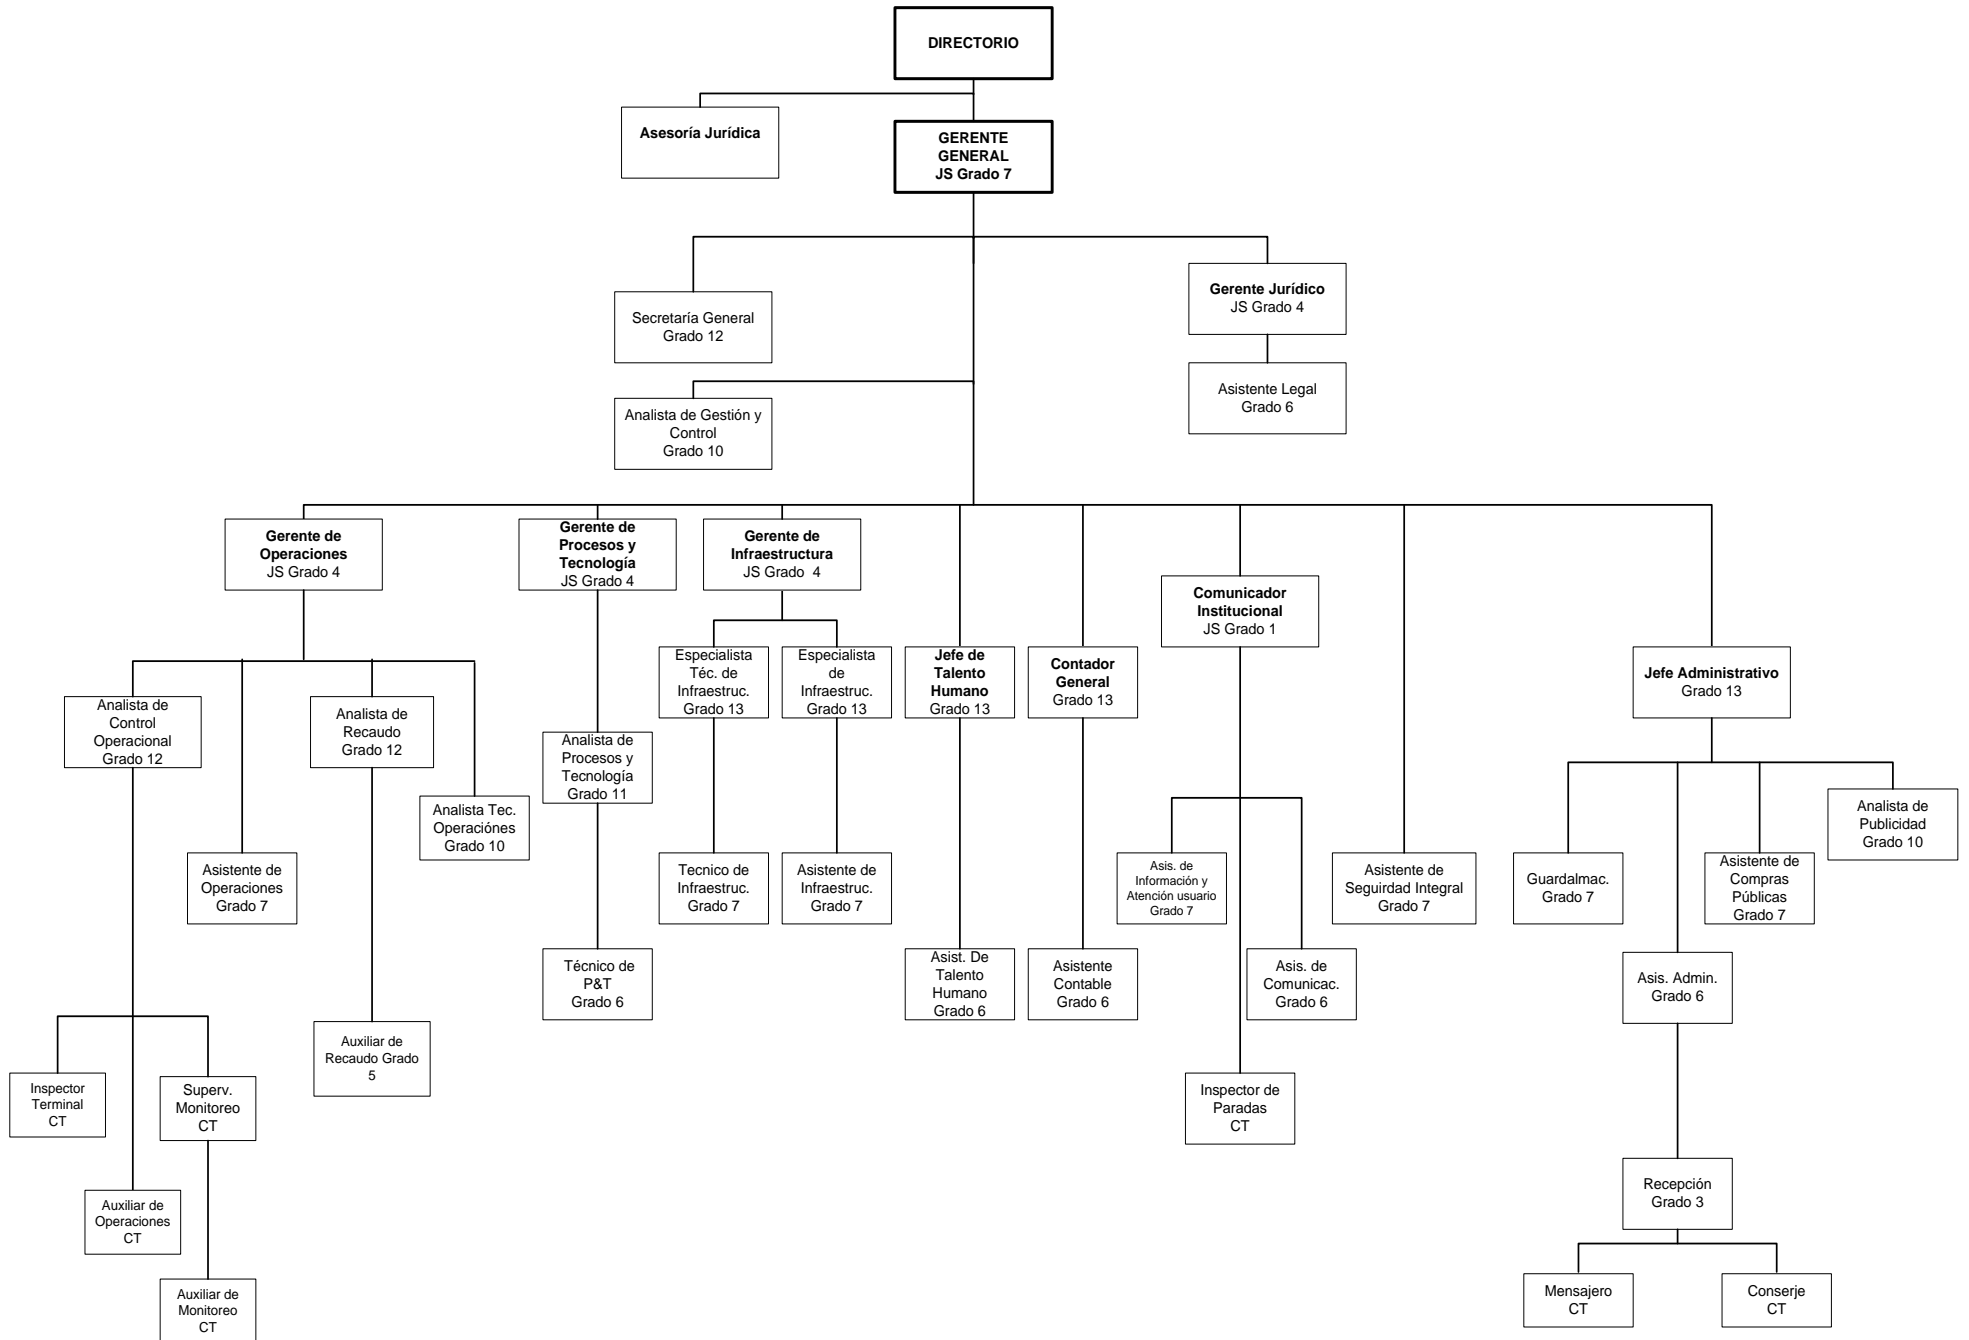 DIRECTORIO
Asesoría Jurídica
GERENTE
GENERAL
JS Grado 7
Secretaría General
Grado 12
Gerente Jurídico
JS Grado 4
Asistente Legal
Grado 6
Analista de Gestión y
Control
Grado 10
Gerente de
Operaciones
JS Grado 4
Gerente de
Procesos y
Tecnología
JS Grado 4
Gerente de
Infraestructura
JS Grado  4
Comunicador
Institucional
JS Grado 1
Especialista
Téc. de
Infraestruc.
Grado 13
Especialista
de
Infraestruc.
Grado 13
Jefe de
Talento
Humano
Grado 13
Contador
General
Grado 13
Jefe Administrativo
Grado 13
Analista de
Control
Operacional
Grado 12
Analista de
Recaudo
Grado 12
Analista de
Procesos y
Tecnología
Grado 11
Analista Tec.
Operaciónes
Grado 10
Analista de
Publicidad
Grado 10
Asistente de
Operaciones
Grado 7
Tecnico de
Infraestruc.
Grado 7
Asistente de
Infraestruc.
Grado 7
Asis. de
Información y
Atención usuario
Grado 7
Asistente de
Seguirdad Integral
Grado 7
Guardalmac.
Grado 7
Asistente de
Compras
Públicas
Grado 7
Técnico de
P&T
Grado 6
Asist. De
Talento
Humano
Grado 6
Asistente
Contable
Grado 6
Asis. de
Comunicac.
Grado 6
Asis. Admin.
Grado 6
Auxiliar de
Recaudo Grado
5
Inspector
Terminal
CT
Superv.
Monitoreo
CT
Inspector de
Paradas
CT
Recepción
Grado 3
Auxiliar de
Operaciones
CT
Auxiliar de
Monitoreo
CT
Mensajero
CT
Conserje
CT